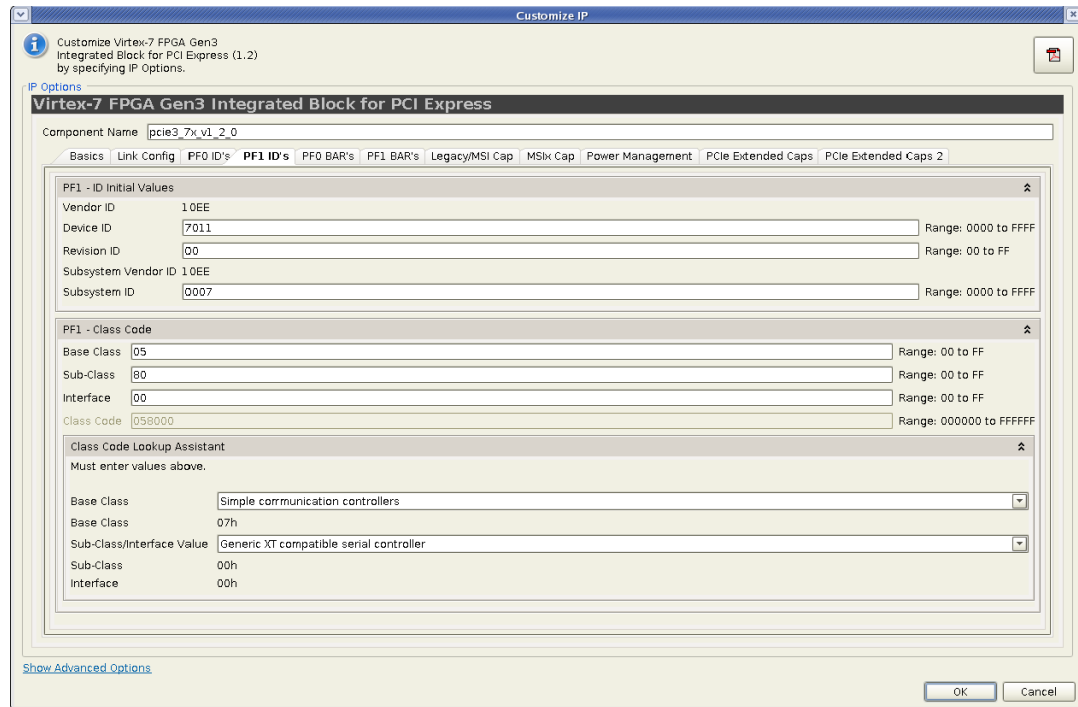 Customize IP
Customize Virtex-7 FPGA Gen3
Integrated Block for PCI Express (1.2)
by specifying IP Options.
IP Options
Virtex-7 FPGA Gen3 Integrated Block for PCI Express
Component Name pcie3_7x_v1_2_0
Basics Link Config PF0 ID's PF1 ID's PF0 BAR's PF1 BAR's Legacy/MSI Cap MSIx Cap Power Management PCIe Extended Caps PCIe Extended Caps 2
PF1 - ID Initial Values
Vendor ID 10EE
Device ID 7011 Range: 0000 to FFFF
Revision ID 00 Range: 00 to FF
Subsystem Vendor ID 10EE
Subsystem ID 0007 Range: 0000 to FFFF
PF1 - Class Code
Base Class 05 Range: 00 to FF
Sub-Class 80 Range: 00 to FF
Interface 00 Range: 00 to FF
Class Code 058000 Range: 000000 to FFFFFF
Class Code Lookup Assistant
Must enter values above.
Base Class Simple communication controllers
Base Class 07h
Sub-Class/Interface Value Generic XT compatible serial controller
Sub-Class 00h
Interface 00h
Show Advanced Options
OK Cancel